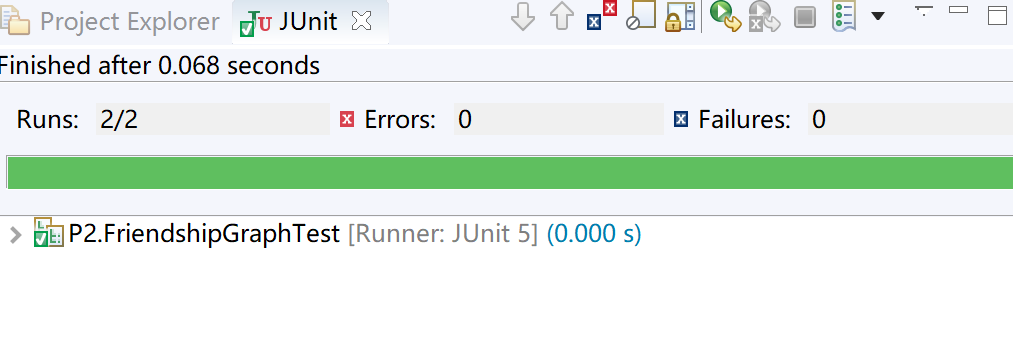 Project Explorer JUnit
Finished after 0.068 seconds
Runs: 2/2 Errors: 0 Failures: 0
P2.FriendshipGraphTest [Runner: JUnit 5] (0.000 s)